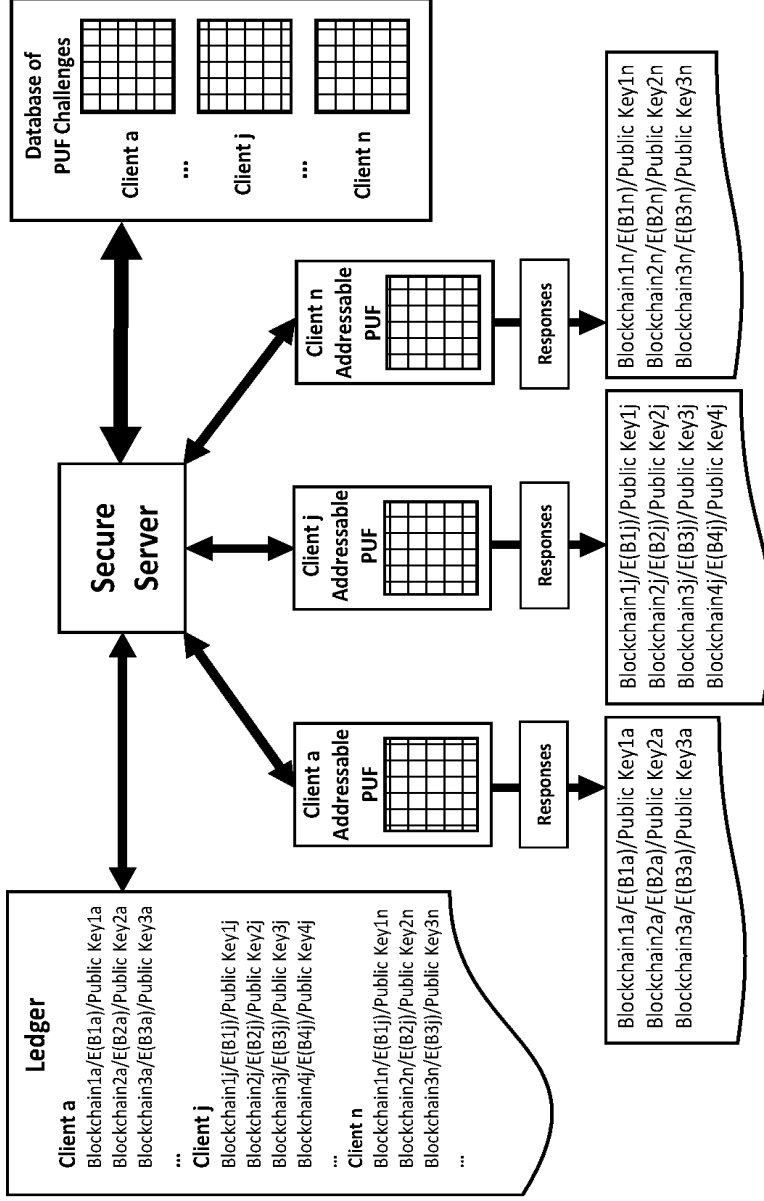 Ledger
Client a
Blockchain1a/E(B1a)/Public Key1a
Blockchain2a/E(B2a)/Public Key2a
Blockchain3a/E(B3a)/Public Key3a
...
Client j
Blockchain1j/E(B1j)/Public Key1j
Blockchain2j/E(B2j)/Public Key2j
Blockchain3j/E(B3j)/Public Key3j
Blockchain4j/E(B4j)/Public Key4j
...
Client n
Blockchain1n/E(B1j)/Public Key1n
Blockchain2n/E(B2j)/Public Key2n
Blockchain3n/E(B3j)/Public Key3n
...
Secure
Server
Database of
PUF Challenges
Client a
...
Client j
...
Client n
Client a
Addressable
PUF
Responses
Blockchain1a/E(B1a)/Public Key1a
Blockchain2a/E(B2a)/Public Key2a
Blockchain3a/E(B3a)/Public Key3a
Client j
Addressable
PUF
Responses
Blockchain1j/E(B1j)/Public Key1j
Blockchain2j/E(B2j)/Public Key2j
Blockchain3j/E(B3j)/Public Key3j
Blockchain4j/E(B4j)/Public Key4j
Client n
Addressable
PUF
Responses
Blockchain1n/E(B1n)/Public Key1n
Blockchain2n/E(B2n)/Public Key2n
Blockchain3n/E(B3n)/Public Key3n